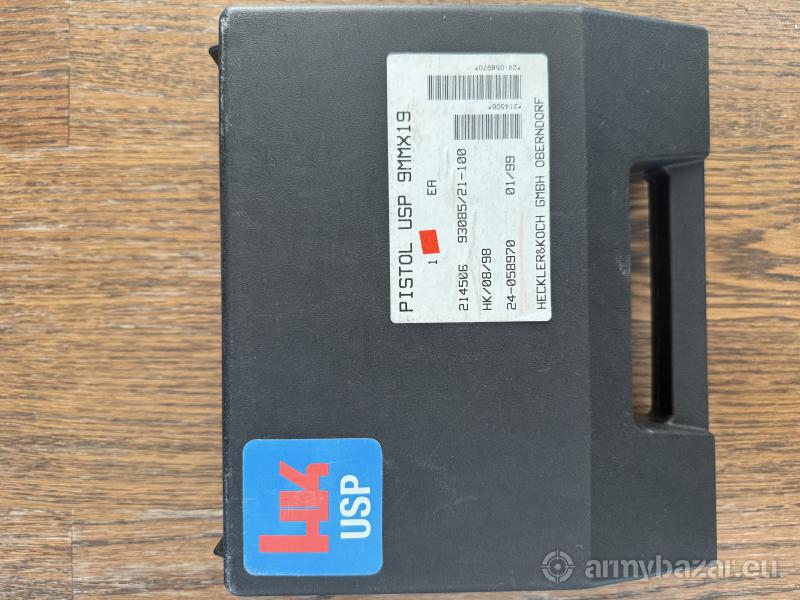 PISTOL USP 9MMX19
1 EA
214506 93085/21-100
HK/08/98
24-058970 01/99
HECKLER&KOCH GMBH OBERNDORF
*214506*
*24-058970*
HK
USP
armybazar.eu